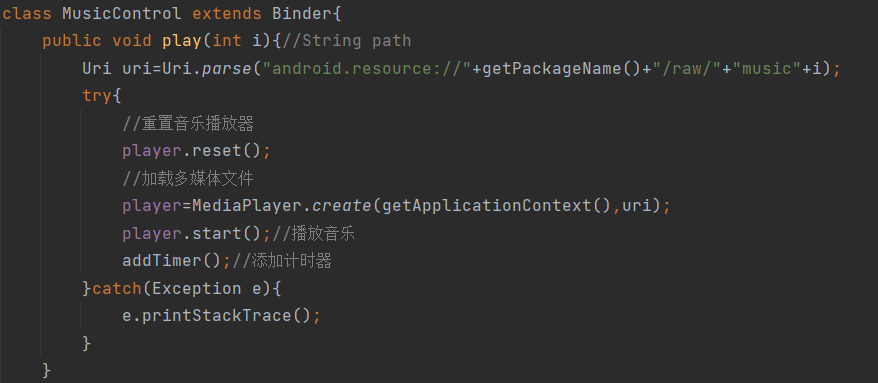 class MusicControl extends Binder{
    public void play(int i){//String path
        Uri uri=Uri.parse("android.resource://"+getPackageName()+"/raw/"+"music"+i);
        try{
            //重置音乐播放器
            player.reset();
            //加载多媒体文件
            player=MediaPlayer.create(getApplicationContext(),uri);
            player.start();//播放音乐
            addTimer();//添加计时器
        }catch(Exception e){
            e.printStackTrace();
        }
    }